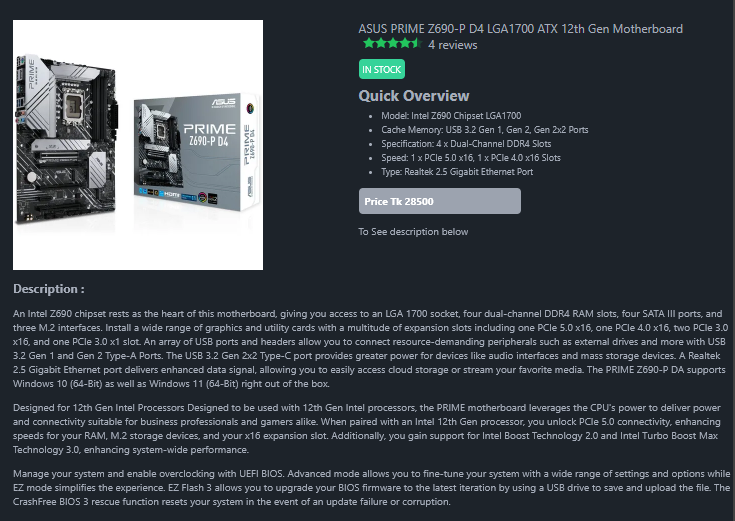 ASUS PRIME Z690-P D4 LGA1700 ATX 12th Gen Motherboard
4 reviews
IN STOCK
Quick Overview
Model: Intel Z690 Chipset LGA1700
Cache Memory: USB 3.2 Gen 1, Gen 2, Gen 2x2 Ports
Specification: 4 x Dual-Channel DDR4 Slots
Speed: 1 x PCIe 5.0 x16, 1 x PCIe 4.0 x16 Slots
Type: Realtek 2.5 Gigabit Ethernet Port
Price Tk 28500
To See description below
PRIME
ASUS
PRIME
Z690-P D4
HDMI
PRIME
Z690-P D4
ASUS
Description :
An Intel Z690 chipset rests as the heart of this motherboard, giving you access to an LGA 1700 socket, four dual-channel DDR4 RAM slots, four SATA III ports, and
three M.2 interfaces. Install a wide range of graphics and utility cards with a multitude of expansion slots including one PCIe 5.0 x16, one PCIe 4.0 x16, two PCIe 3.0
x16, and one PCIe 3.0 x1 slot. An array of USB ports and headers allow you to connect resource-demanding peripherals such as external drives and more with USB
3.2 Gen 1 and Gen 2 Type-A Ports. The USB 3.2 Gen 2x2 Type-C port provides greater power for devices like audio interfaces and mass storage devices. A Realtek
2.5 Gigabit Ethernet port delivers enhanced data signal, allowing you to easily access cloud storage or stream your favorite media. The PRIME Z690-P DA supports
Windows 10 (64-Bit) as well as Windows 11 (64-Bit) right out of the box.
Designed for 12th Gen Intel Processors Designed to be used with 12th Gen Intel processors, the PRIME motherboard leverages the CPU's power to deliver power
and connectivity suitable for business professionals and gamers alike. When paired with an Intel 12th Gen processor, you unlock PCIe 5.0 connectivity, enhancing
speeds for your RAM, M.2 storage devices, and your x16 expansion slot. Additionally, you gain support for Intel Boost Technology 2.0 and Intel Turbo Boost Max
Technology 3.0, enhancing system-wide performance.
Manage your system and enable overclocking with UEFI BIOS. Advanced mode allows you to fine-tune your system with a wide range of settings and options while
EZ mode simplifies the experience. EZ Flash 3 allows you to upgrade your BIOS firmware to the latest iteration by using a USB drive to save and upload the file. The
CrashFree BIOS 3 rescue function resets your system in the event of an update failure or corruption.